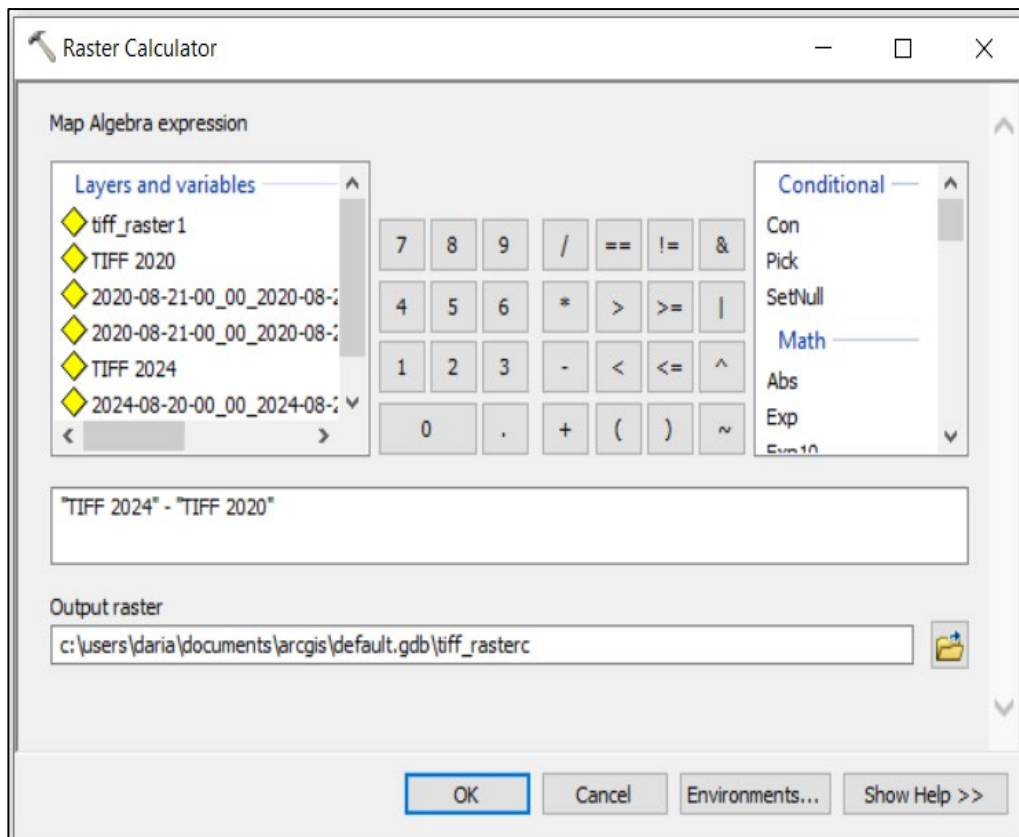 Raster Calculator
Map Algebra expression
Layers and variables
tiff_raster1
TIFF 2020
2020-08-21-00_00_2020-08-2
2020-08-21-00_00_2020-08-2
TIFF 2024
2024-08-20-00_00_2024-08-2
7 8 9 / == != &
4 5 6 * > >= |
1 2 3 - < <= ^
0 . + ( ) ~
Conditional
Con
Pick
SetNull
Math
Abs
Exp
Exp10
"TIFF 2024" - "TIFF 2020"
Output raster
c:\users\daria\documents\arcgis\default.gdb\tiff_rasterc
OK Cancel Environments... Show Help >>